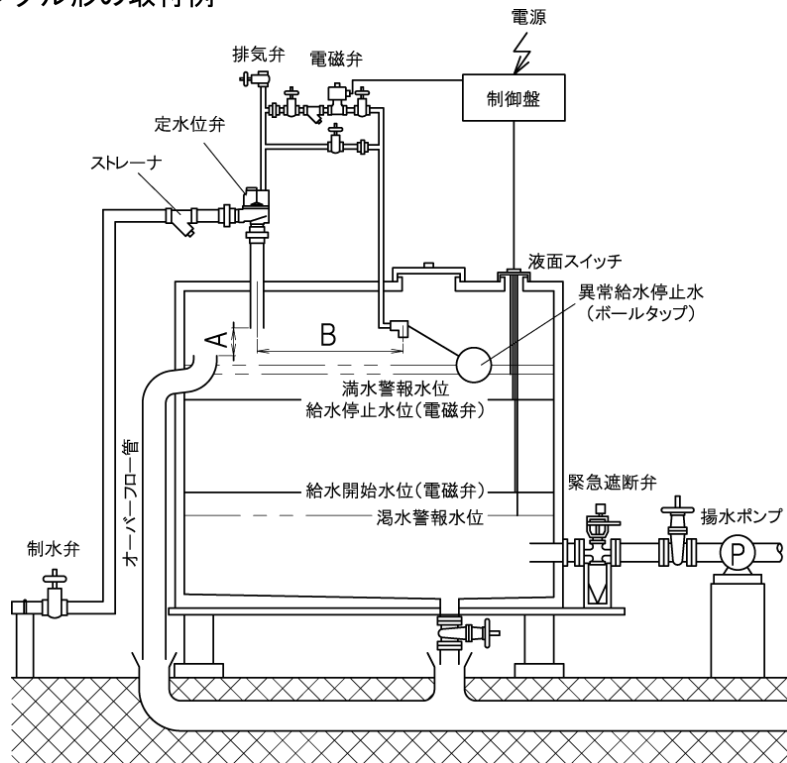 グル形の取付例
電源
排気弁
電磁弁
制御盤
定水位弁
ストレーナ
液面スイッチ
異常給水停止水
(ボールタップ)
A
B
満水警報水位
給水停止水位(電磁弁)
オーバーフロー管
給水開始水位(電磁弁)
緊急遮断弁
渇水警報水位
揚水ポンプ
制水弁
P